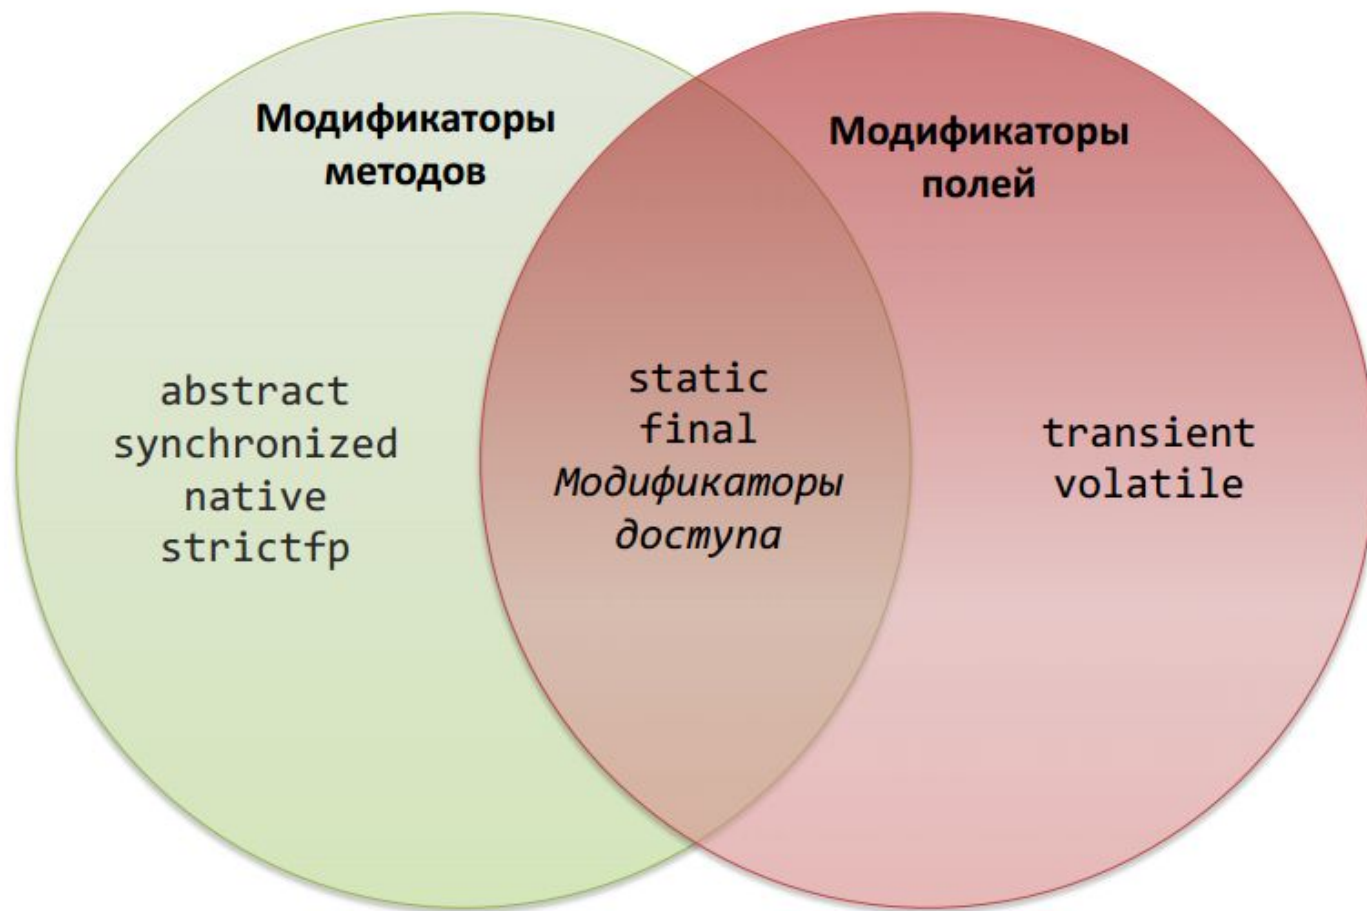 Модификаторы
методов
Модификаторы
полей
abstract
synchronized
native
strictfp
static
final
Модификаторы
доступа
transient
volatile